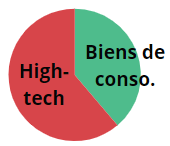 High-
tech
Biens de
conso.